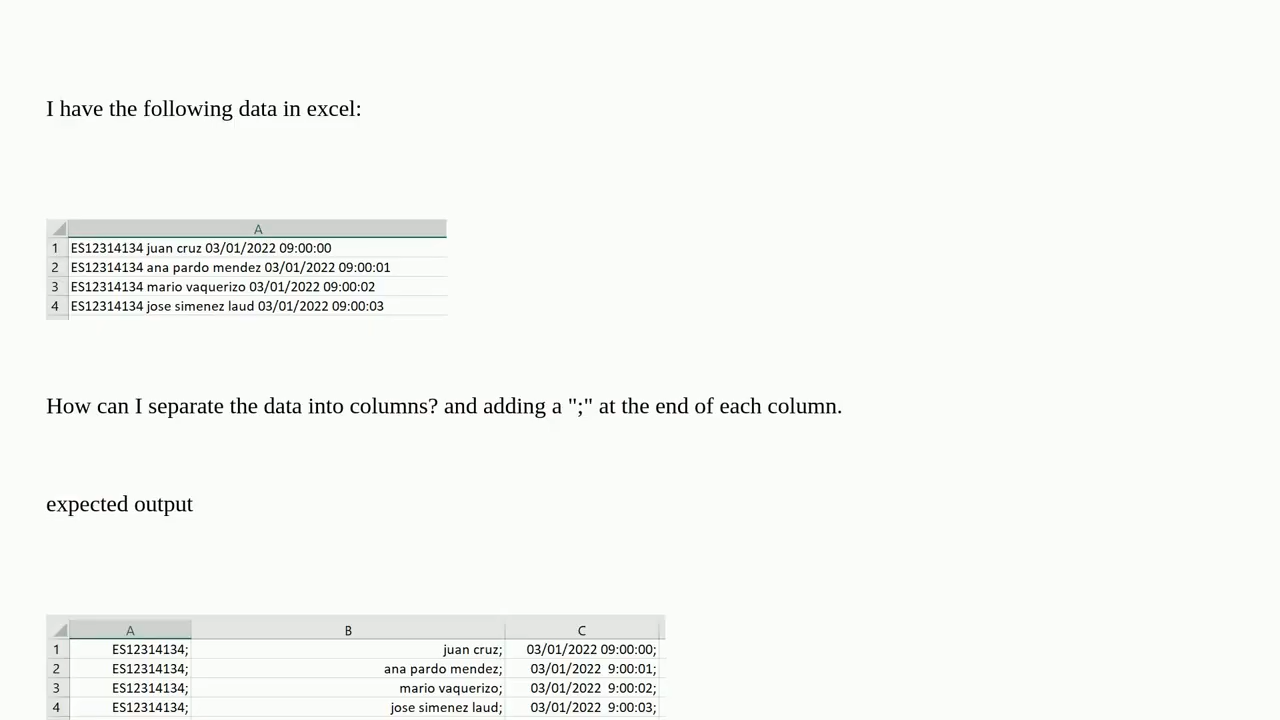 I have the following data in excel:
A
1 ES12314134 juan cruz 03/01/2022 09:00:00
2 ES12314134 ana pardo mendez 03/01/2022 09:00:01
3 ES12314134 mario vaquerizo 03/01/2022 09:00:02
4 ES12314134 jose simenez laud 03/01/2022 09:00:03
How can I separate the data into columns? and adding a ";" at the end of each column.
expected output
A B C
1 ES12314134; juan cruz; 03/01/2022 09:00:00;
2 ES12314134; ana pardo mendez; 03/01/2022 9:00:01;
3 ES12314134; mario vaquerizo; 03/01/2022 9:00:02;
4 ES12314134; jose simenez laud; 03/01/2022 9:00:03;